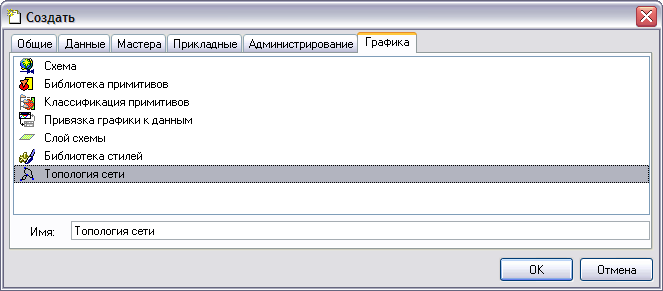 Создать
Общие Данные Мастера Прикладные Администрирование Графика
Схема
Библиотека примитивов
Классификация примитивов
Привязка графики к данным
Слой схемы
Библиотека стилей
Топология сети
Имя: Топология сети
OK Отмена